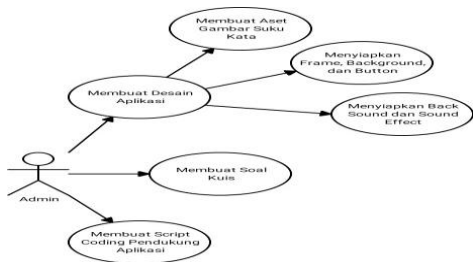 Membuat Aset
Gambar Suku
Kata
Menyiapkan
Frame, Background,
dan Button
Membuat Desain
Aplikasi
Menyiapkan Back
Sound dan Sound
Effect
Membuat Soal
Kuis
Admin
Membuat Script
Coding Pendukung
Aplikasi